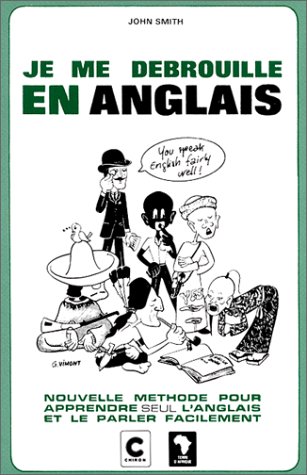 JOHN SMITH
JE ME DEBROUILLE
EN ANGLAIS
You speak
English fairly
well!
G. VIMONT
NOUVELLE METHODE POUR
APPRENDRE SEUL L'ANGLAIS
ET LE PARLER FACILEMENT
C
CHIRON